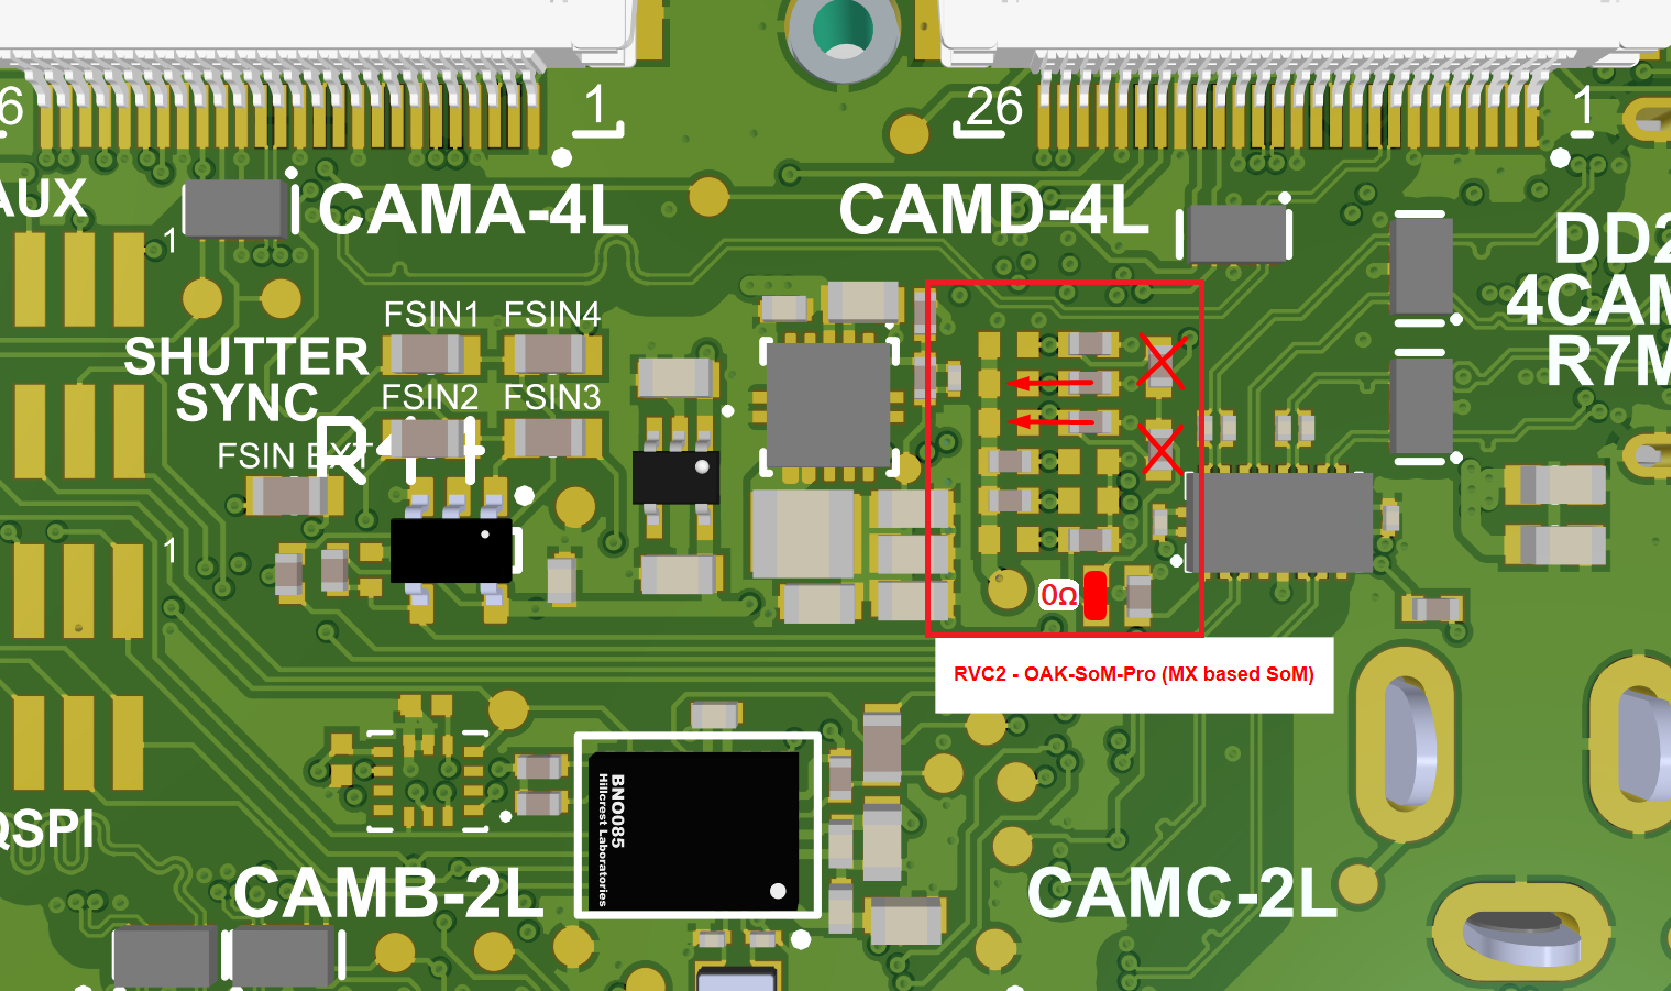 6
1
26
1
AUX
CAMA-4L
CAMD-4L
1
DD2
4CAM
R7M
FSIN1
FSIN4
SHUTTER
SYNC
FSIN2
FSIN3
FSIN EXT
1
0Ω
RVC2 - OAK-SoM-Pro (MX based SoM)
BNO085
Hillcrest Laboratories
QSPI
CAMB-2L
CAMC-2L